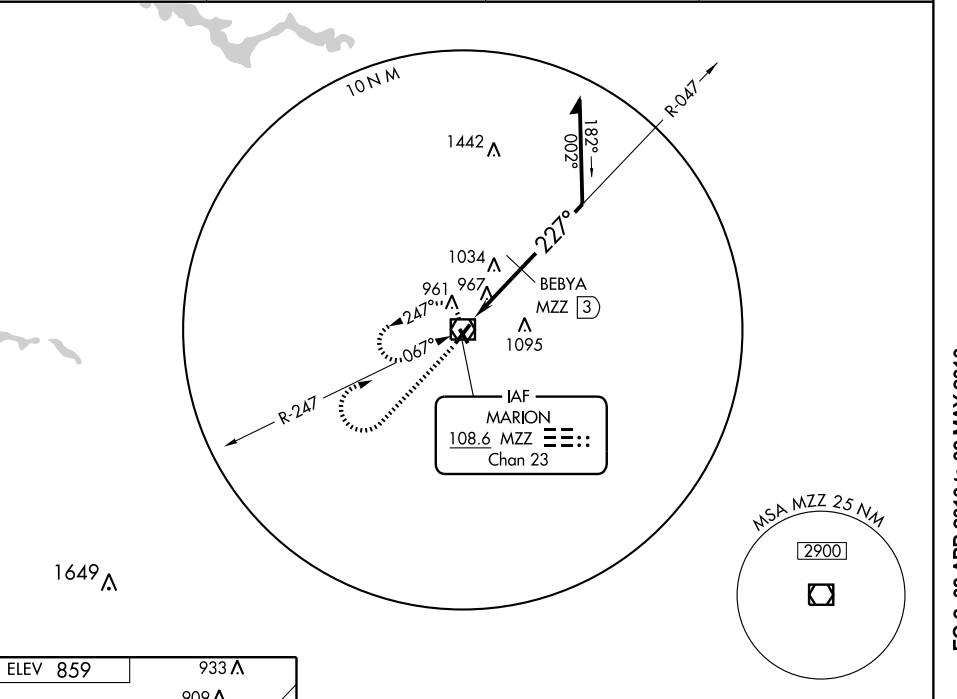 10 N M
R-047
1442
182°
002°
227°
1034
BEBYA
MZZ 3
961
967
247°
067°
1095
R-247
IAF
MARION
108.6 MZZ
Chan 23
MSA MZZ 25 NM
2900
1649
ELEV 859
933
909